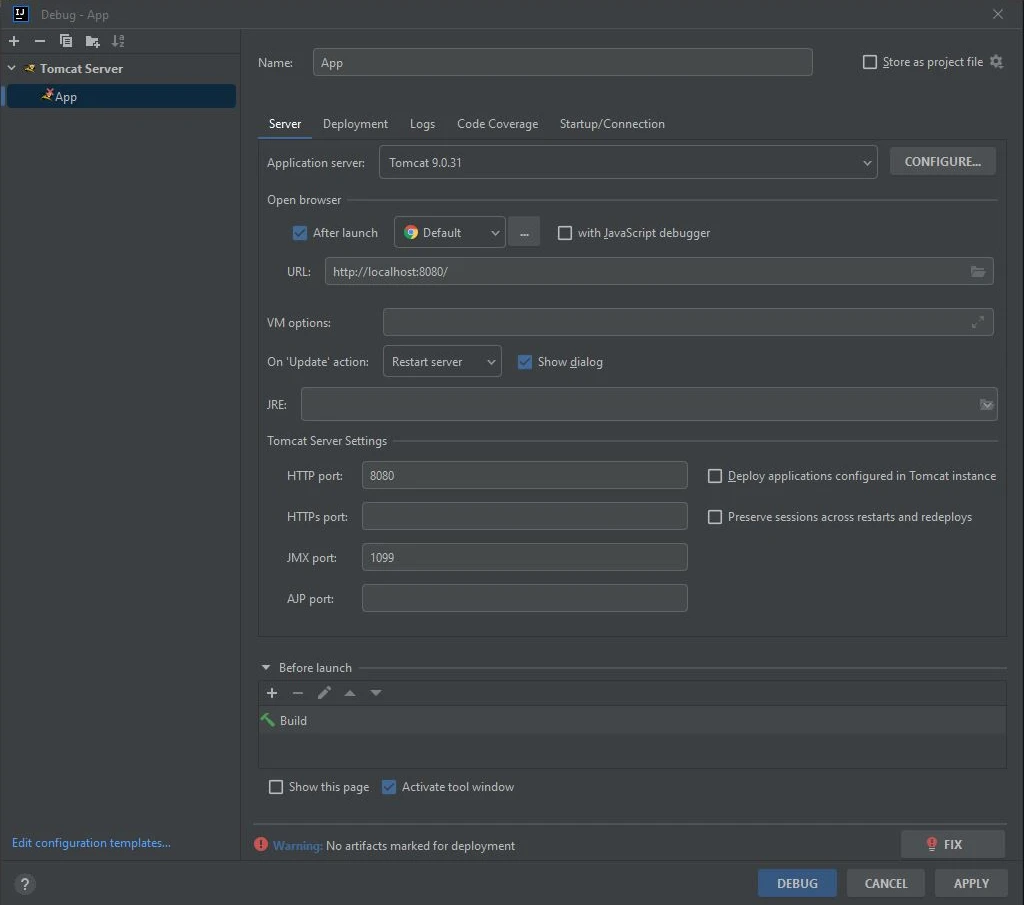 IJ
Debug - App
Tomcat Server
App
Edit configuration templates...
Name: App Store as project file
Server Deployment Logs Code Coverage Startup/Connection
Application server: Tomcat 9.0.31 CONFIGURE...
Open browser
After launch Default ... with JavaScript debugger
URL: http://localhost:8080/
VM options:
On 'Update' action: Restart server Show dialog
JRE:
Tomcat Server Settings
HTTP port: 8080 Deploy applications configured in Tomcat instance
HTTPs port: Preserve sessions across restarts and redeploys
JMX port: 1099
AJP port:
Before launch
Build
Show this page Activate tool window
Warning: No artifacts marked for deployment FIX
? DEBUG CANCEL APPLY